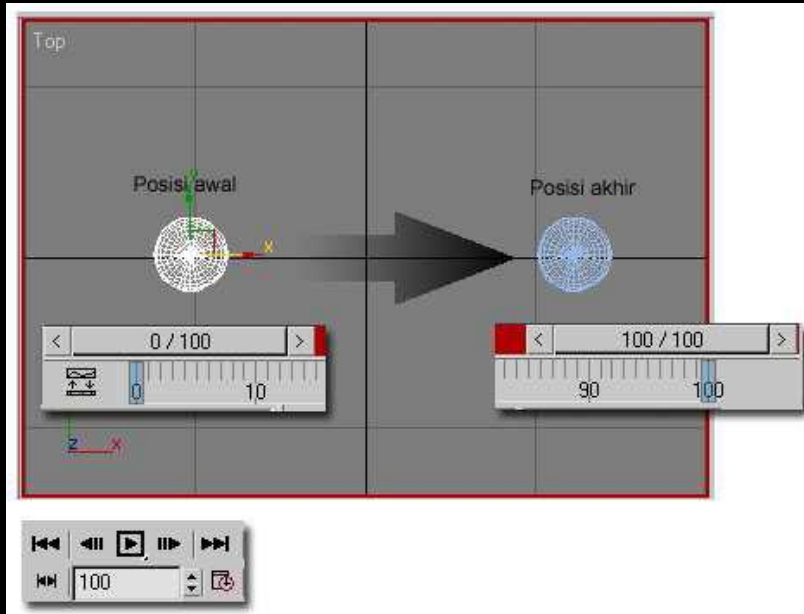 Top
Posisi awal
Posisi akhir
x
< 0 / 100 >
< 100 / 100 >
0 10
90 100
z x
100